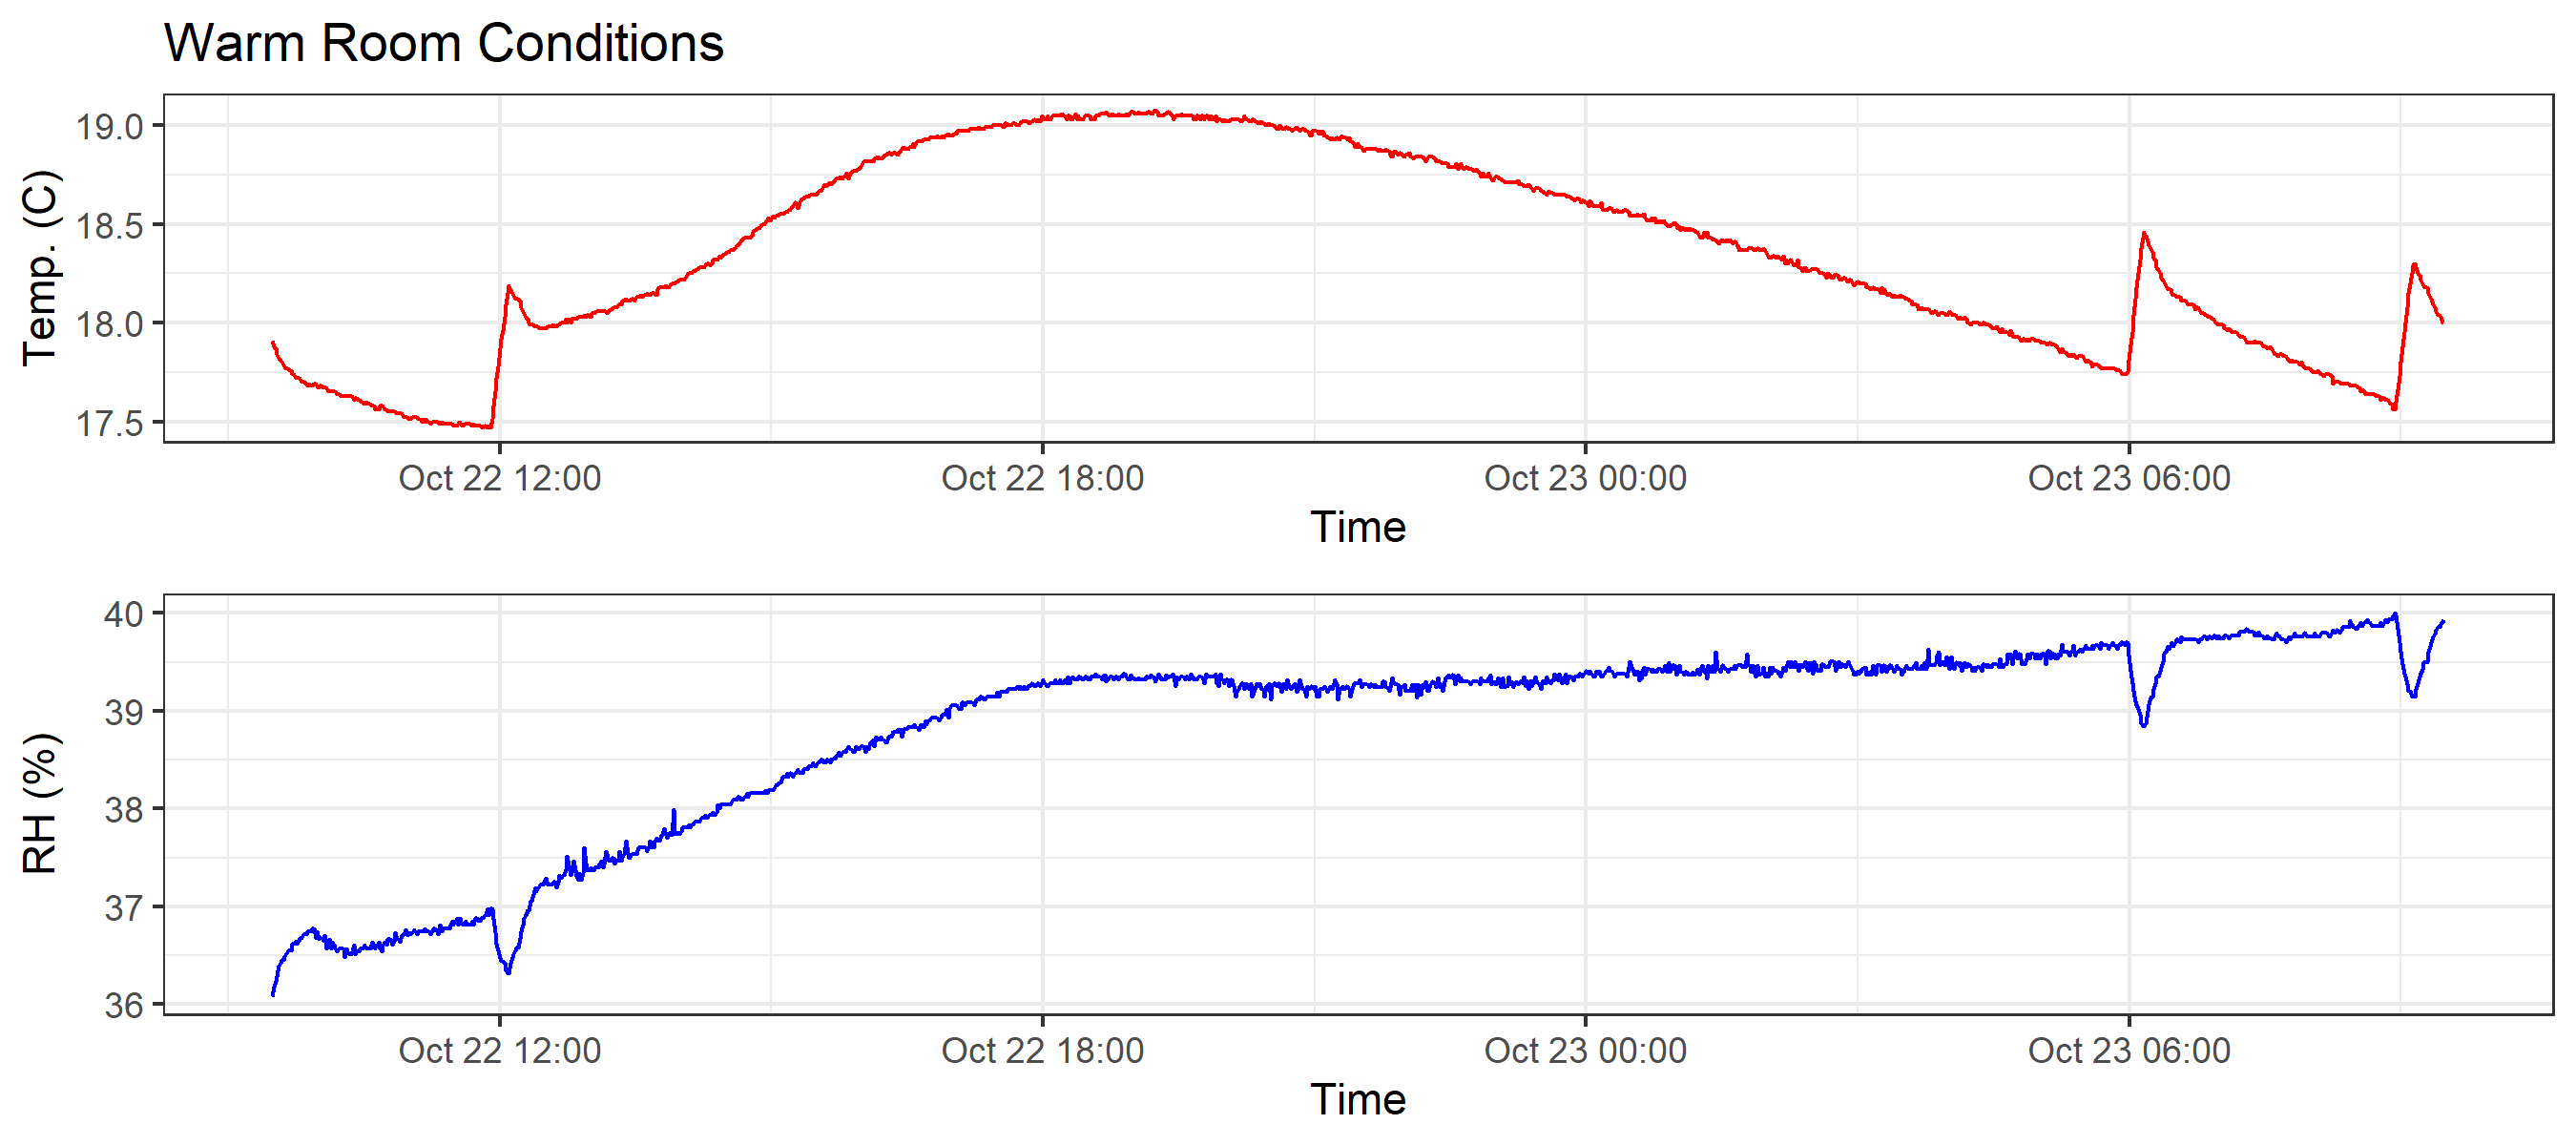 Warm Room Conditions
Temp. (C)
19.0
18.5
18.0
17.5
Oct 22 12:00 Oct 22 18:00 Oct 23 00:00 Oct 23 06:00
Time
RH (%)
40
39
38
37
36
Oct 22 12:00 Oct 22 18:00 Oct 23 00:00 Oct 23 06:00
Time